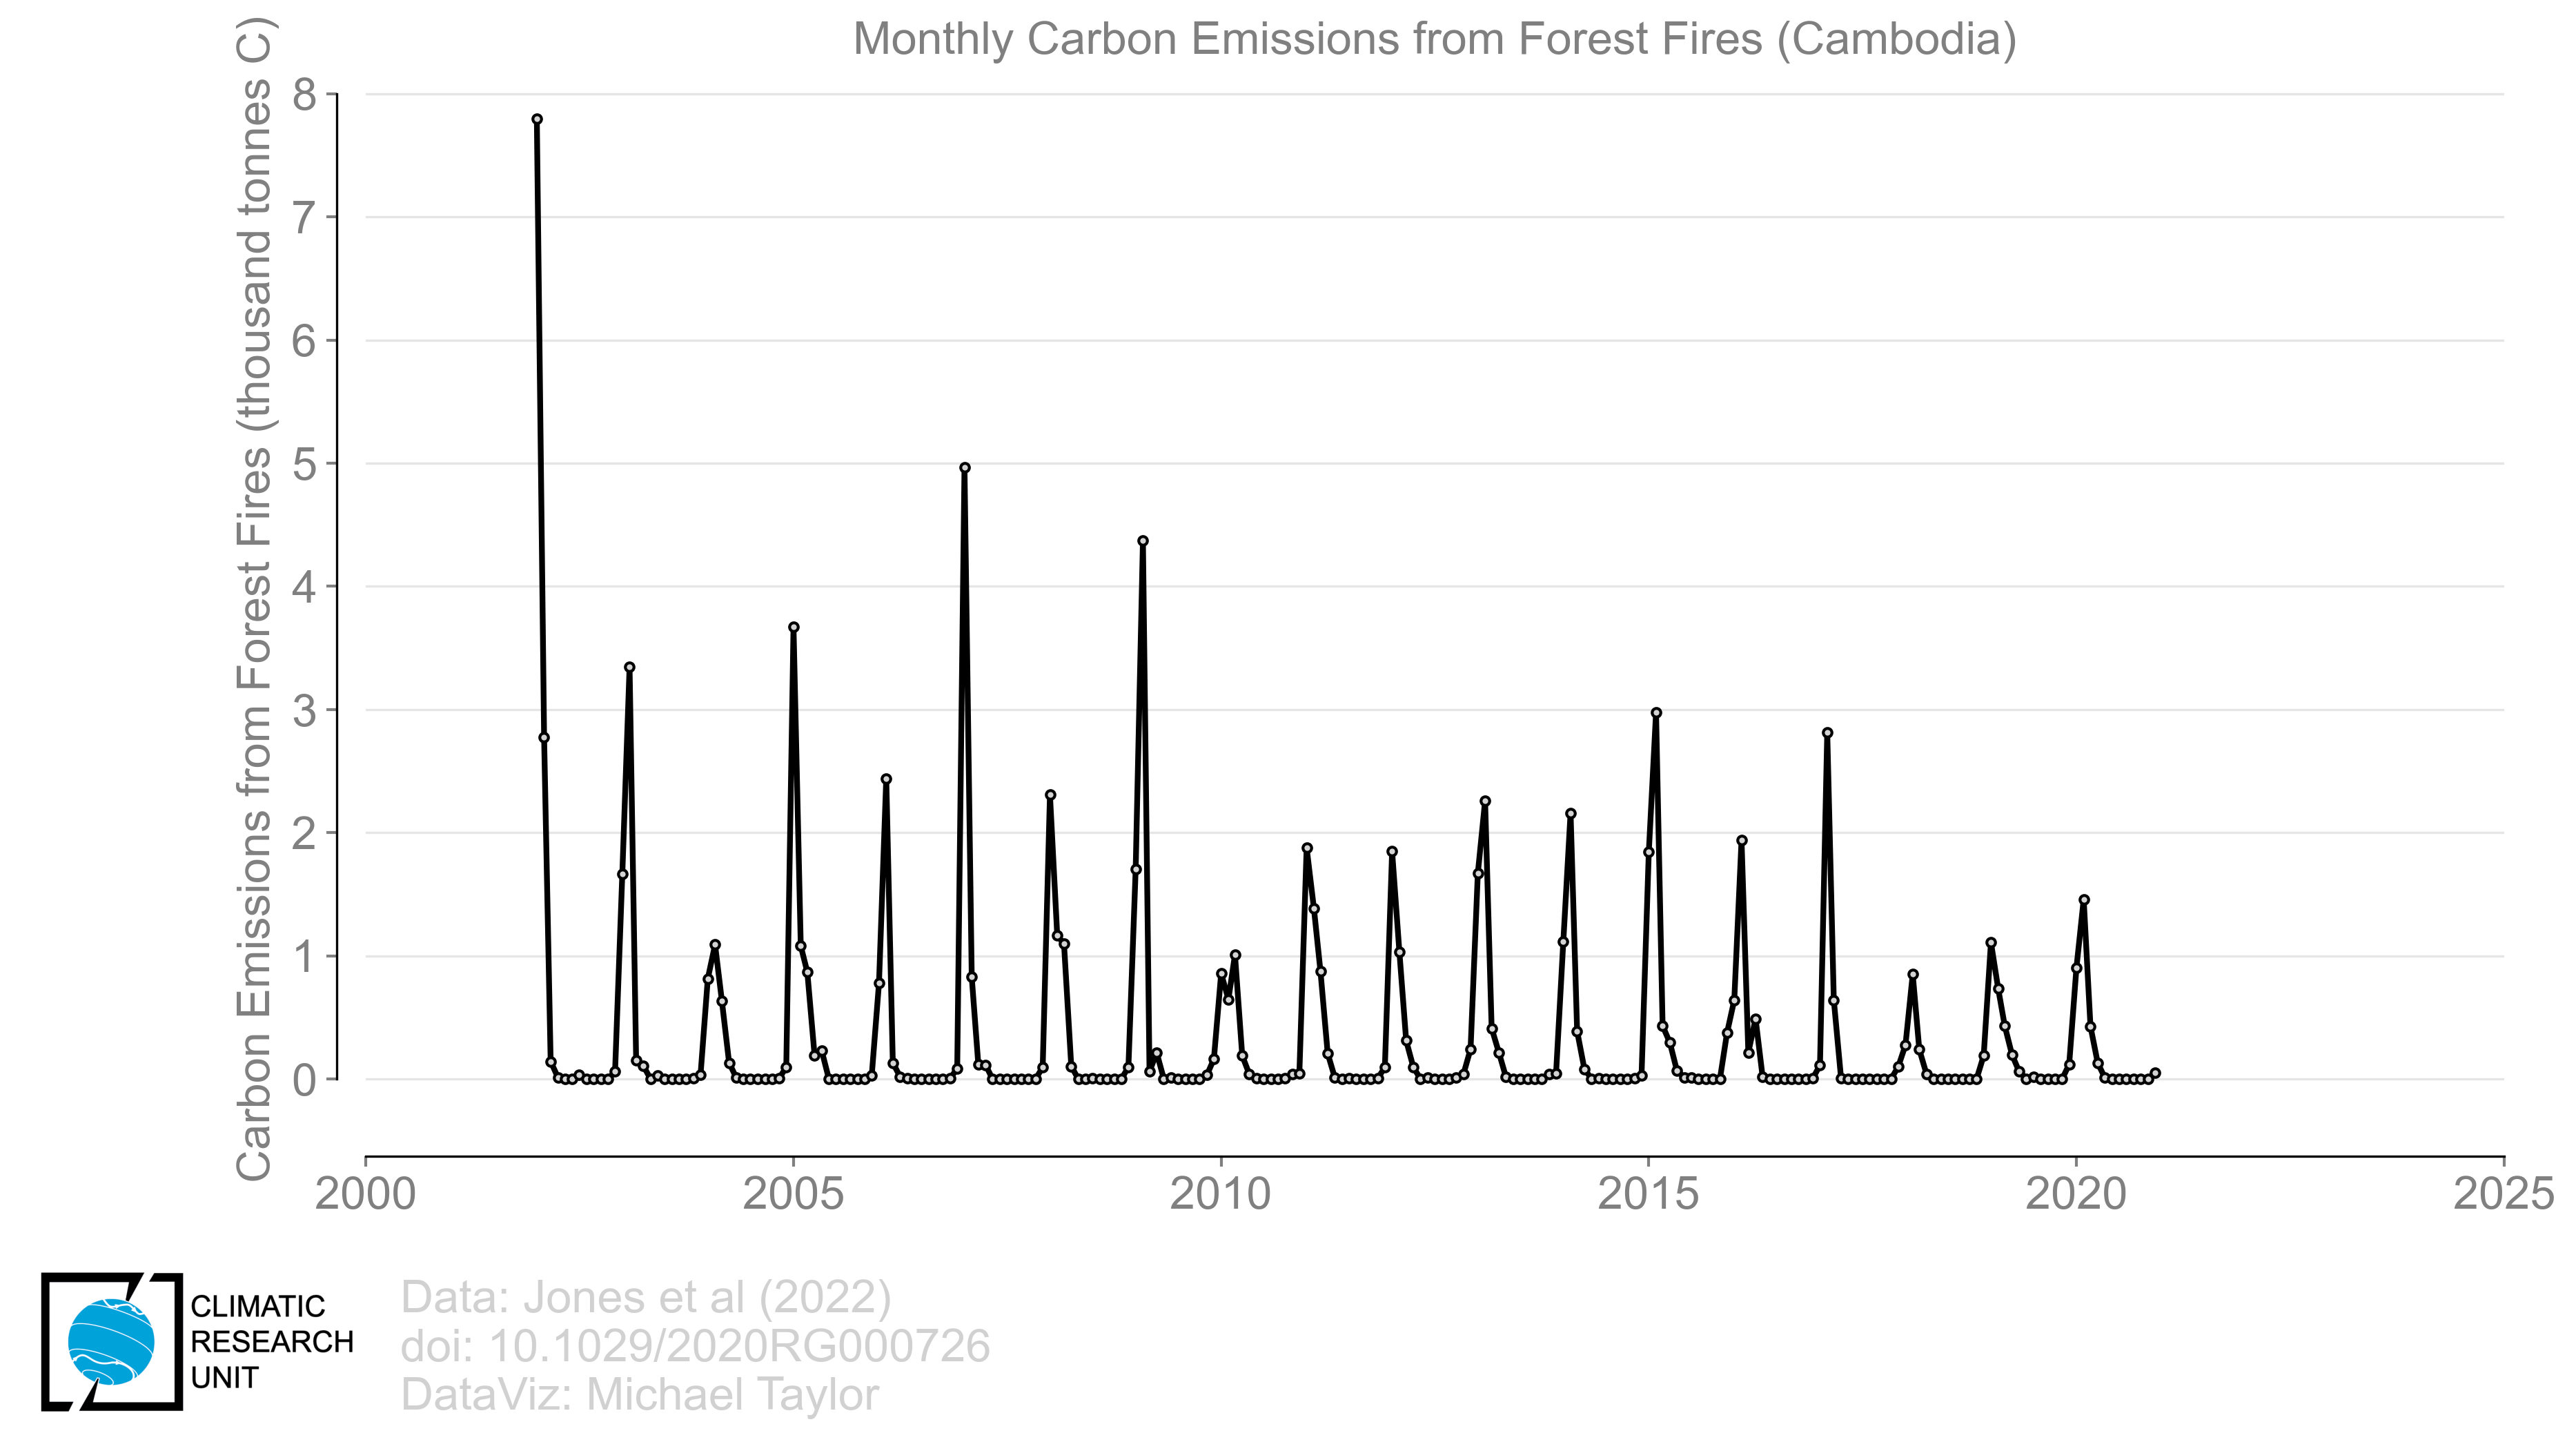 Monthly Carbon Emissions from Forest Fires (Cambodia)
Carbon Emissions from Forest Fires (thousand tonnes C)
8
7
6
5
4
3
2
1
0
2000
2005
2010
2015
2020
2025
CLIMATIC
RESEARCH
UNIT
Data: Jones et al (2022)
doi: 10.1029/2020RG000726
DataViz: Michael Taylor